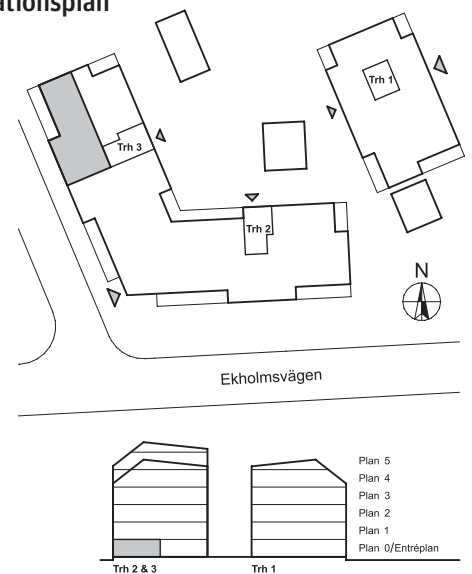 ationsplan
Trh 1
Trh 3
Trh 2
N
Ekholmsvägen
Plan 5
Plan 4
Plan 3
Plan 2
Plan 1
Plan 0/Entréplan
Trh 2 & 3
Trh 1